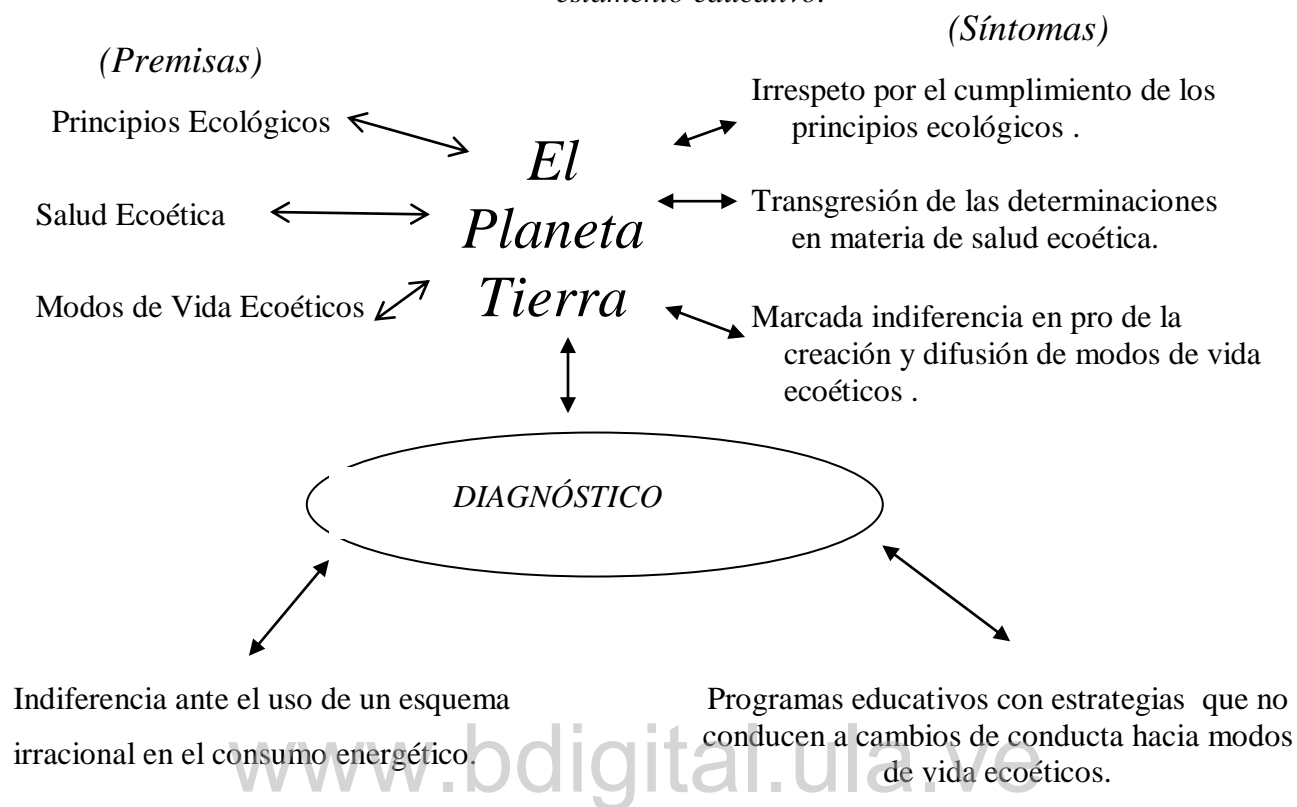 estamento educativo.
(Síntomas)
(Premisas)
Irrespeto por el cumplimiento de los
principios ecológicos .
Principios Ecológicos
El
Planeta
Tierra
Salud Ecoética
Transgresión de las determinaciones
en materia de salud ecoética.
Modos de Vida Ecoéticos
Marcada indiferencia en pro de la
creación y difusión de modos de vida
ecoéticos .
DIAGNÓSTICO
Indiferencia ante el uso de un esquema
irracional en el consumo energético.
Programas educativos con estrategias que no
conducen a cambios de conducta hacia modos
de vida ecoéticos.
www.bdigital.ula.ve